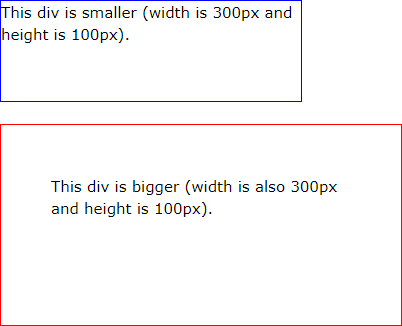 This div is smaller (width is 300px and
height is 100px).
This div is bigger (width is also 300px
and height is 100px).